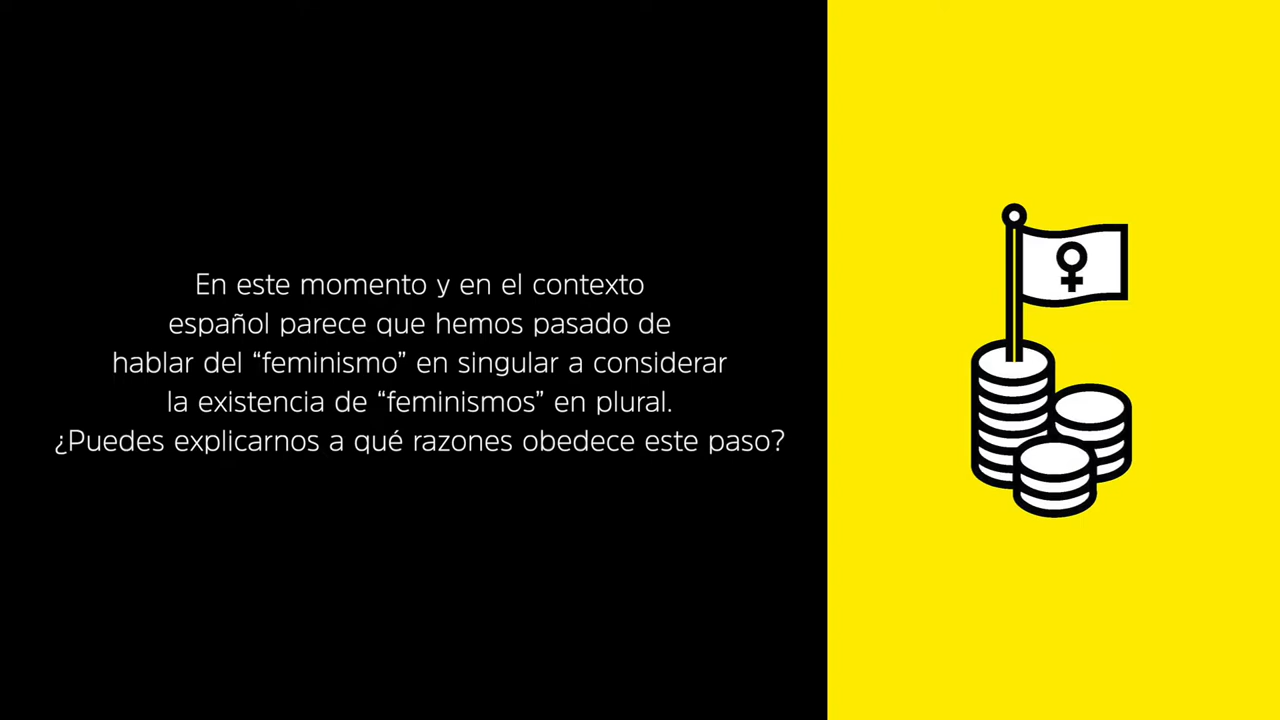 En este momento y en el contexto
español parece que hemos pasado de
hablar del “feminismo” en singular a considerar
la existencia de “feminismos” en plural.
¿Puedes explicarnos a qué razones obedece este paso?